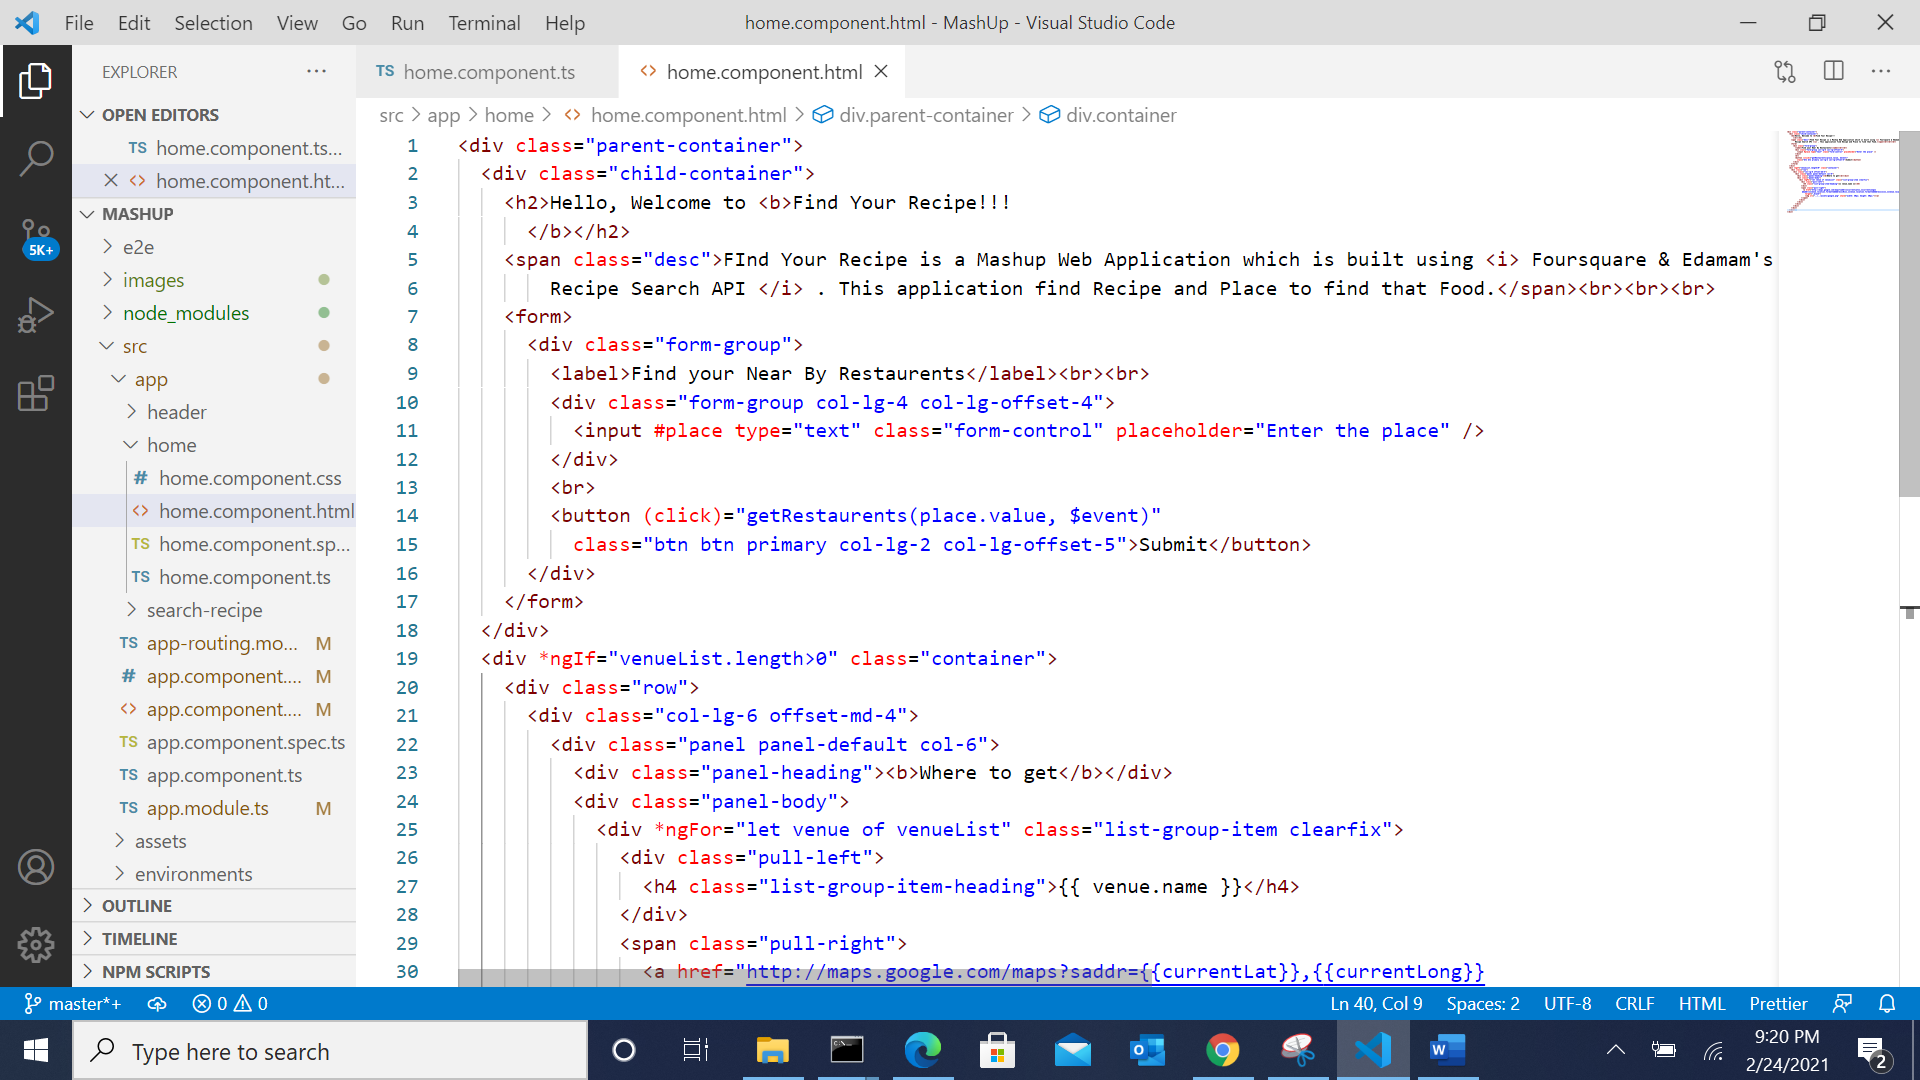 File Edit Selection View Go Run Terminal Help home.component.html - MashUp - Visual Studio Code
EXPLORER
OPEN EDITORS
TS home.component.ts...
<> home.component.ht...
MASHUP
e2e
images
node_modules
src
app
header
home
# home.component.css
<> home.component.html
TS home.component.sp...
TS home.component.ts
search-recipe
TS app-routing.mo... M
# app.component.... M
<> app.component.... M
TS app.component.spec.ts
TS app.component.ts
TS app.module.ts M
assets
environments
OUTLINE
TIMELINE
NPM SCRIPTS
5K+
TS home.component.ts <> home.component.html
src > app > home > <> home.component.html > div.parent-container > div.container
1 <div class="parent-container">
2 <div class="child-container">
3 <h2>Hello, Welcome to <b>Find Your Recipe!!!
4 </b></h2>
5 <span class="desc">FInd Your Recipe is a Mashup Web Application which is built using <i> Foursquare & Edamam's
6 Recipe Search API </i> . This application find Recipe and Place to find that Food.</span><br><br><br>
7 <form>
8 <div class="form-group">
9 <label>Find your Near By Restaurents</label><br><br>
10 <div class="form-group col-lg-4 col-lg-offset-4">
11 <input #place type="text" class="form-control" placeholder="Enter the place" />
12 </div>
13 <br>
14 <button (click)="getRestaurents(place.value, $event)"
15 class="btn btn primary col-lg-2 col-lg-offset-5">Submit</button>
16 </div>
17 </form>
18 </div>
19 <div *ngIf="venueList.length>0" class="container">
20 <div class="row">
21 <div class="col-lg-6 offset-md-4">
22 <div class="panel panel-default col-6">
23 <div class="panel-heading"><b>Where to get</b></div>
24 <div class="panel-body">
25 <div *ngFor="let venue of venueList" class="list-group-item clearfix">
26 <div class="pull-left">
27 <h4 class="list-group-item-heading">{{ venue.name }}</h4>
28 </div>
29 <span class="pull-right">
30 <a href="http://maps.google.com/maps?saddr={{currentLat}},{{currentLong}}
master*+ 0 0 Ln 40, Col 9 Spaces: 2 UTF-8 CRLF HTML Prettier
Type here to search
9:20 PM
2/24/2021
2